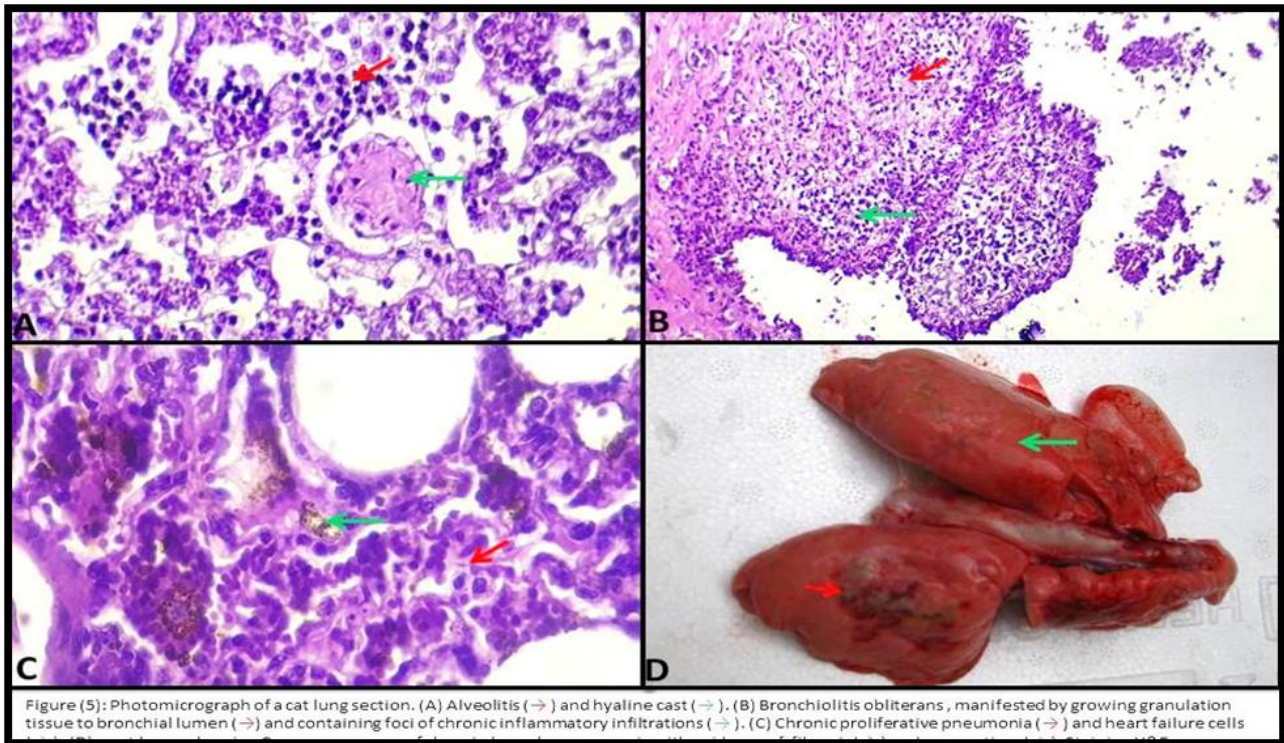 A
B
C
D
Figure (5): Photomicrograph of a cat lung section. (A) Alveolitis (→) and hyaline cast (→). (B) Bronchiolitis obliterans, manifested by growing granulation
tissue to bronchial lumen (→) and containing foci of chronic inflammatory infiltrations (→). (C) Chronic proliferative pneumonia (→) and heart failure cells